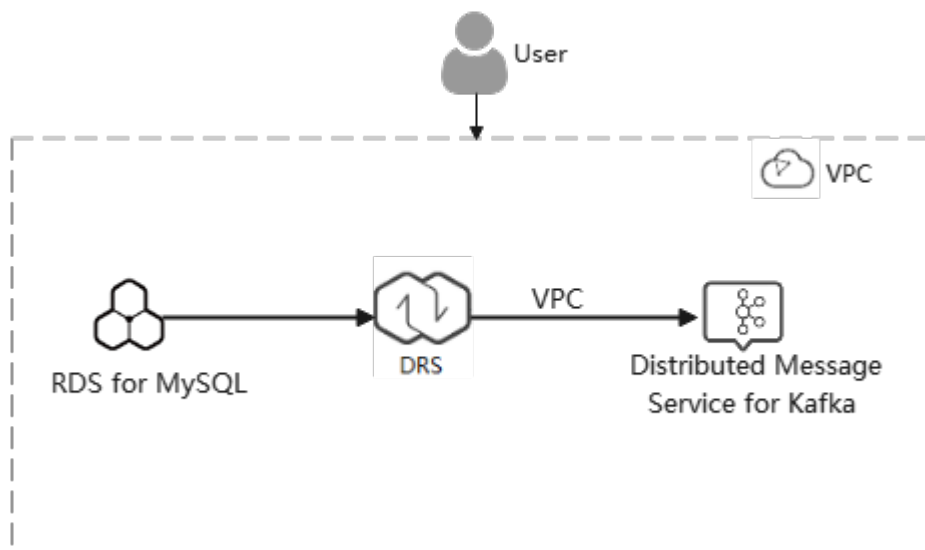 User
VPC
VPC
RDS for MySQL
DRS
Distributed Message
Service for Kafka